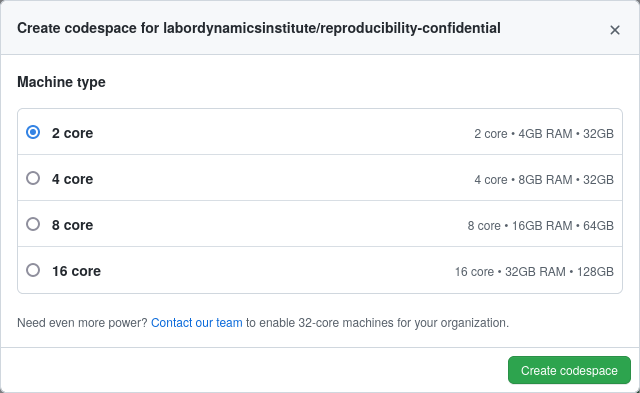 Create codespace for labordynamicsinstitute/reproducibility-confidential
Machine type
2 core 2 core • 4GB RAM • 32GB
4 core 4 core • 8GB RAM • 32GB
8 core 8 core • 16GB RAM • 64GB
16 core 16 core • 32GB RAM • 128GB
Need even more power? Contact our team to enable 32-core machines for your organization.
Create codespace